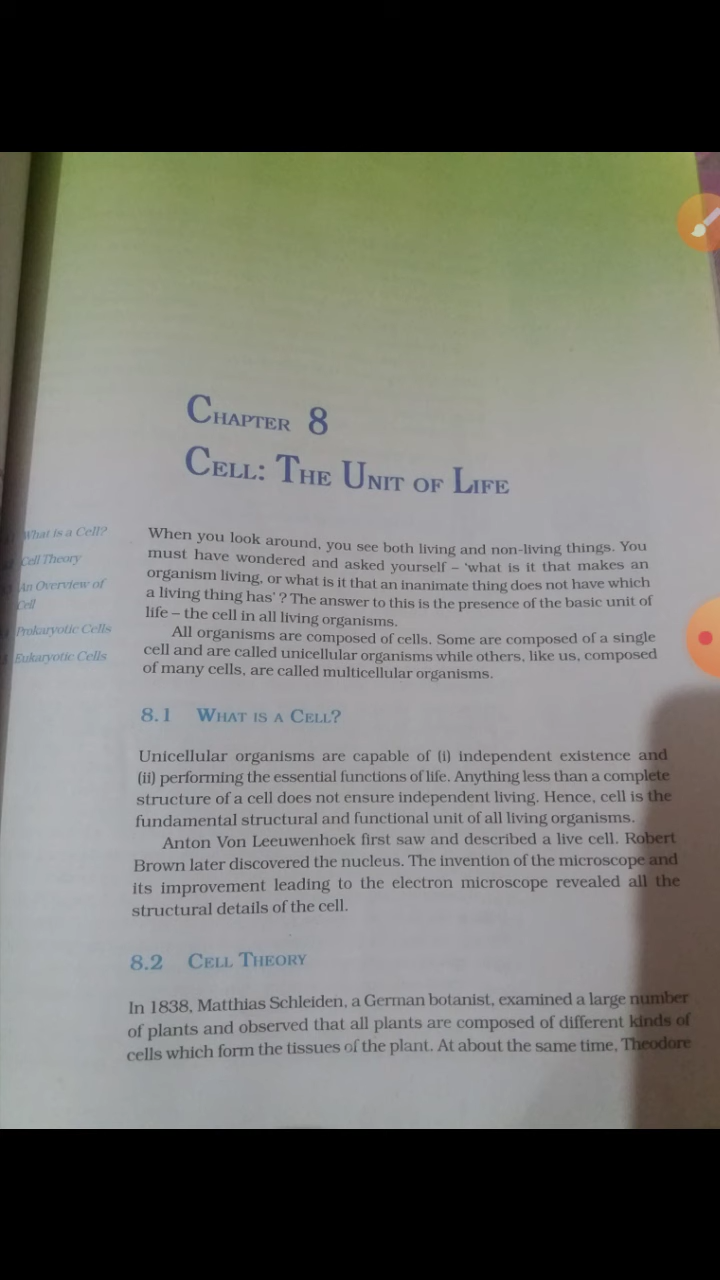 CHAPTER 8
CELL: THE UNIT OF LIFE
What is a Cell?
Cell Theory
An Overview of
Cell
Prokaryotic Cells
Eukaryotic Cells
When you look around, you see both living and non-living things. You
must have wondered and asked yourself – 'what is it that makes an
organism living, or what is it that an inanimate thing does not have which
a living thing has' ? The answer to this is the presence of the basic unit of
life – the cell in all living organisms.
All organisms are composed of cells. Some are composed of a single
cell and are called unicellular organisms while others, like us, composed
of many cells, are called multicellular organisms.
8.1 WHAT IS A CELL?
Unicellular organisms are capable of (i) independent existence and
(ii) performing the essential functions of life. Anything less than a complete
structure of a cell does not ensure independent living. Hence, cell is the
fundamental structural and functional unit of all living organisms.
Anton Von Leeuwenhoek first saw and described a live cell. Robert
Brown later discovered the nucleus. The invention of the microscope and
its improvement leading to the electron microscope revealed all the
structural details of the cell.
8.2 CELL THEORY
In 1838, Matthias Schleiden, a German botanist, examined a large number
of plants and observed that all plants are composed of different kinds of
cells which form the tissues of the plant. At about the same time, Theodore